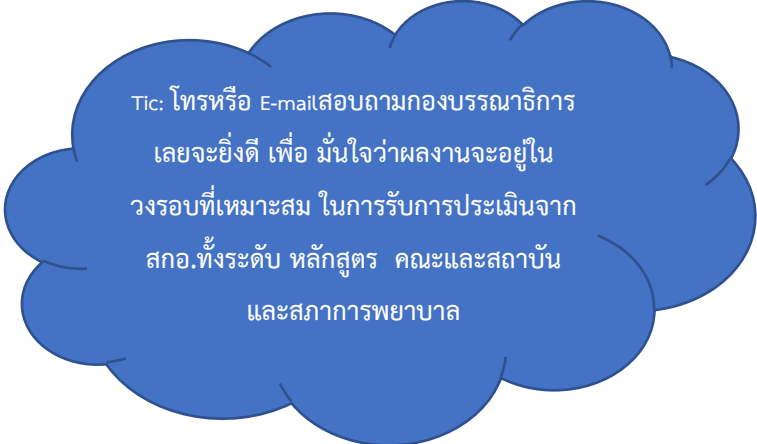 Tic: โทรหรือ E-mailสอบถามกองบรรณาธิการ
เลยจะยิ่งดี เพื่อ มั่นใจว่าผลงานจะอยู่ใน
วงรอบที่เหมาะสม ในการรับการประเมินจาก
สกอ.ทั้งระดับ หลักสูตร คณะและสถาบัน
และสภาการพยาบาล